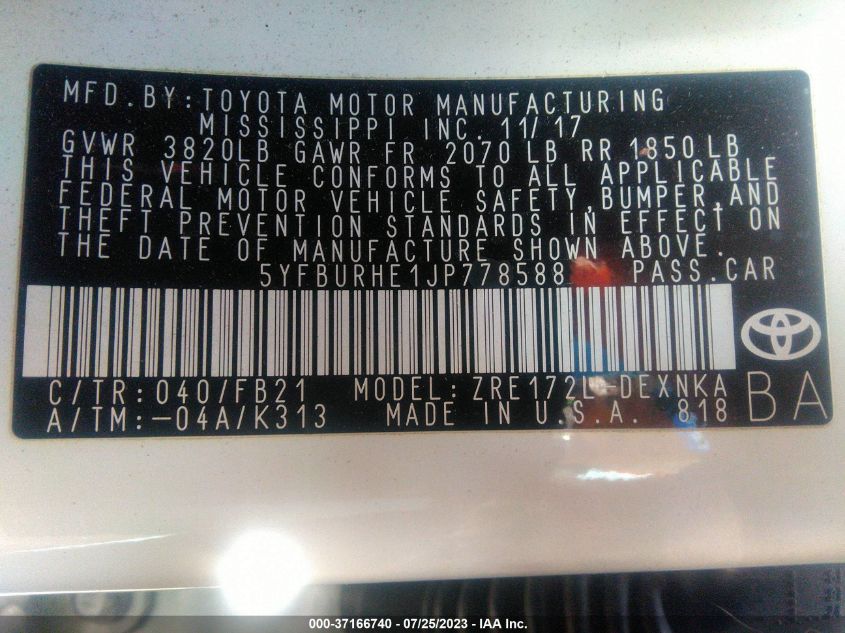 MFD.BY:TOYOTA MOTOR MANUFACTURING
MISSISSIPPI INC. 11/17
GVWR 3820LB GAWR FR 2070 LB RR 1850 LB
THIS VEHICLE CONFORMS TO ALL APPLICABLE
FEDERAL MOTOR VEHICLE SAFETY,BUMPER,AND
THEFT PREVENTION STANDARDS IN EFFECT ON
THE DATE OF MANUFACTURE SHOWN ABOVE.
5YFBURHE1JP778588 PASS.CAR
C/TR:040/FB21 MODEL: ZRE172L-DEXNKA
A/TM:-04A/K313 MADE IN U.S.A. 818
BA
000-37166740 - 07/25/2023 - IAA Inc.